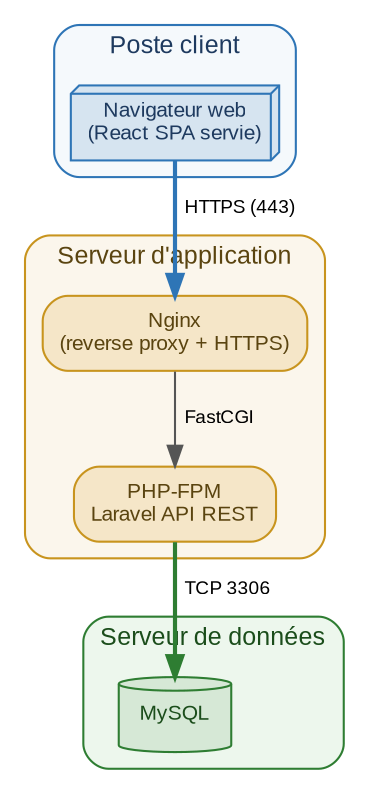 Poste client
Navigateur web
(React SPA servie)
HTTPS (443)
Serveur d'application
Nginx
(reverse proxy + HTTPS)
FastCGI
PHP-FPM
Laravel API REST
TCP 3306
Serveur de données
MySQL